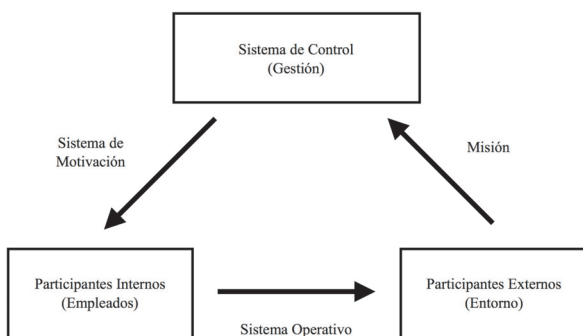 Sistema de Control
(Gestión)
Sistema de
Motivación
Misión
Participantes Internos
(Empleados)
Participantes Externos
(Entorno)
Sistema Operativo